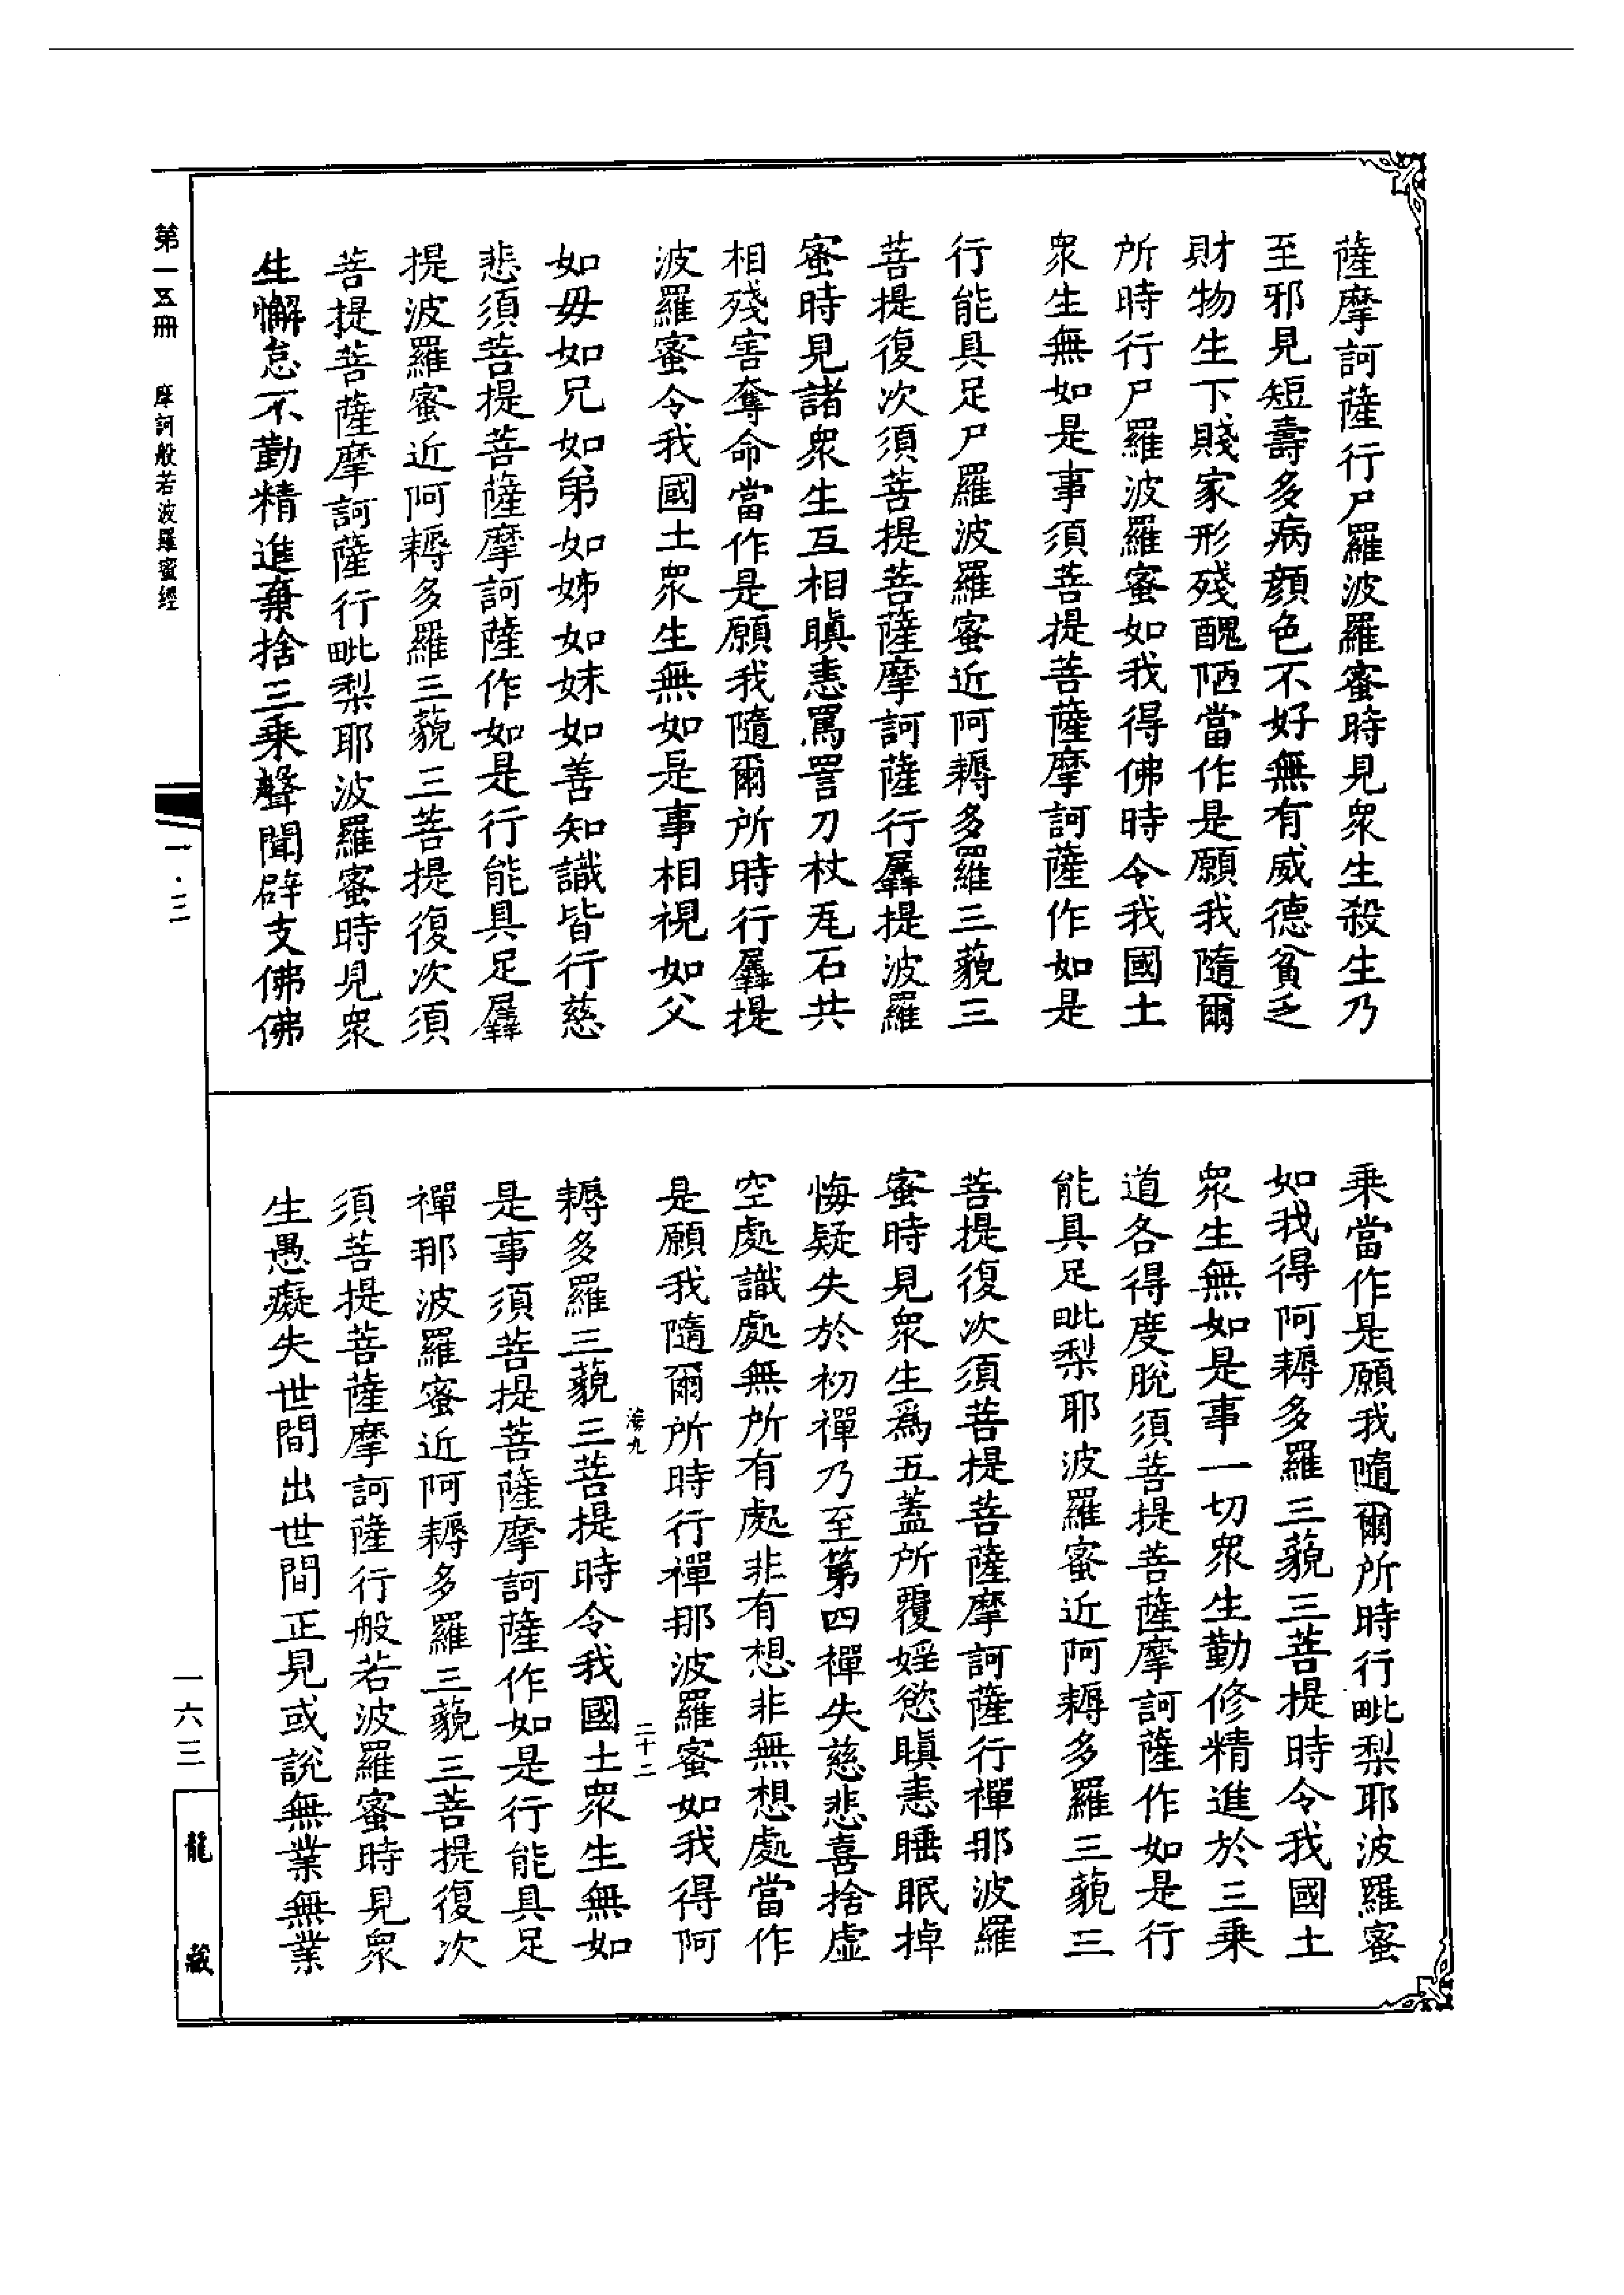 薩摩訶薩行尸羅波羅蜜時見衆生殺生乃
至邪見短壽多病顔色不好無有威德貧乏
財物生下賤家形殘醜陋當作是願我隨爾
所時行尸羅波羅蜜如我得佛時令我國土
衆生無如是事須菩提菩薩摩訶薩作如是
行能具足尸羅波羅蜜近阿耨多羅三藐三
菩提復次須菩提菩薩摩訶薩行羼提波羅
蜜時見諸衆生互相瞋恚罵詈刀杖瓦石共
相殘害奪命當作是願我隨爾所時行羼提
波羅蜜令我國土衆生無如是事相視如父
如母如兄如弟如姊如妹如善知識皆行慈
悲須菩提菩薩摩訶薩作如是行能具足羼
提波羅蜜近阿耨多羅三藐三菩提復次須
菩提菩薩摩訶薩行毗梨耶波羅蜜時見衆
生懈怠不勤精進棄捨三乘聲聞辟支佛佛
乘當作是願我隨爾所時行毗梨耶波羅蜜
如我得阿耨多羅三藐三菩提時令我國土
衆生無如是事一切衆生勤修精進於三乘
道各得度脫須菩提菩薩摩訶薩作如是行
能具足毗梨耶波羅蜜近阿耨多羅三藐三
菩提復次須菩提菩薩摩訶薩行禪那波羅
蜜時見衆生爲五蓋所覆婬慾瞋恚睡眠掉
悔疑失於初禪乃至第四禪失慈悲喜捨虛
空處識處無所有處非有想非無想處當作
是願我隨爾所時行禪那波羅蜜如我得阿
二十二
耨多羅三藐三菩提時令我國土衆生無如
是事須菩提菩薩摩訶薩作如是行能具足
禪那波羅蜜近阿耨多羅三藐三菩提復次
須菩提菩薩摩訶薩行般若波羅蜜時見衆
生愚癡失世間出世間正見或說無業無業
第一五冊 摩訶般若波羅蜜經
一·三
一六三
龍藏